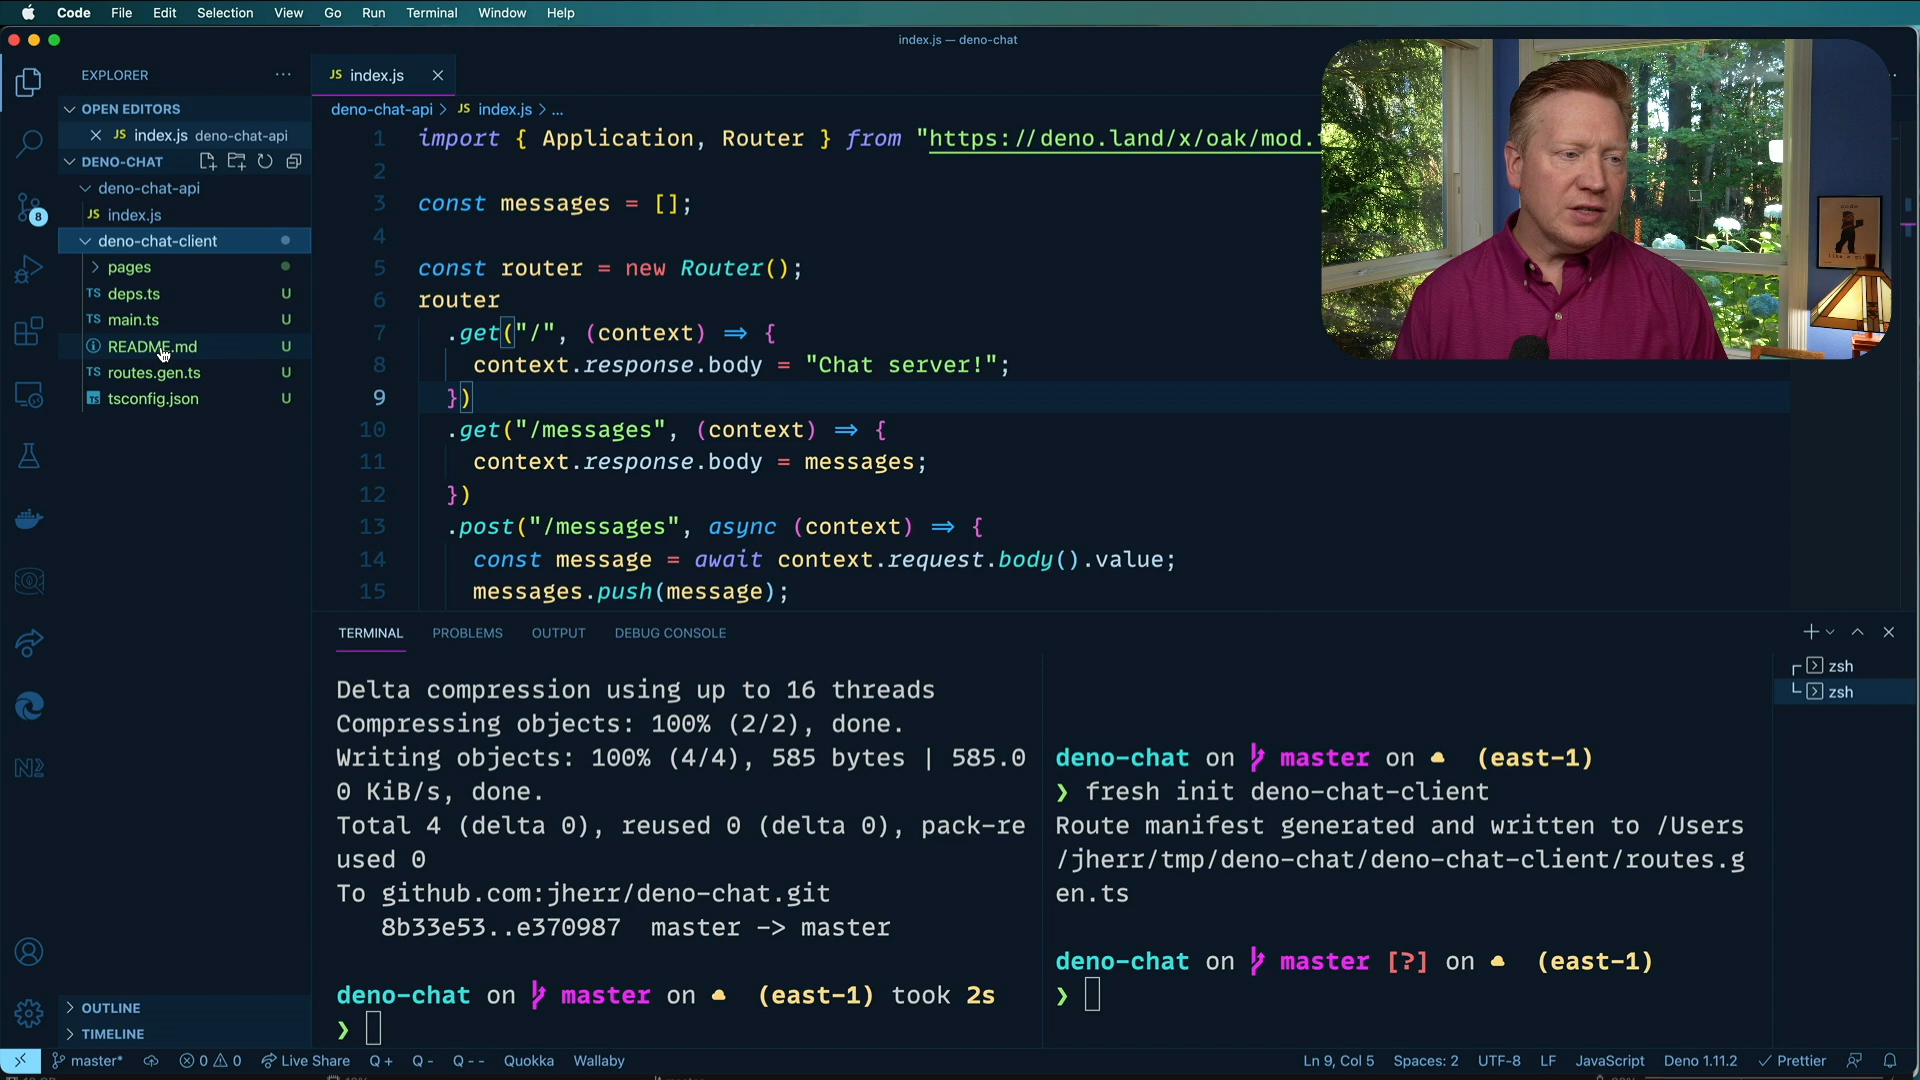 Code File Edit Selection View Go Run Terminal Window Help
index.js — deno-chat
EXPLORER
OPEN EDITORS
JS index.js deno-chat-api
DENO-CHAT
deno-chat-api
JS index.js
deno-chat-client
pages
TS deps.ts U
TS main.ts U
README.md U
TS routes.gen.ts U
TS tsconfig.json U
OUTLINE
TIMELINE
8
JS index.js
deno-chat-api > JS index.js > ...
1 import { Application, Router } from "https://deno.land/x/oak/mod.
2
3 const messages = [];
4
5 const router = new Router();
6 router
7 .get("/", (context) ⇒ {
8 context.response.body = "Chat server!";
9 })
10 .get("/messages", (context) ⇒ {
11 context.response.body = messages;
12 })
13 .post("/messages", async (context) ⇒ {
14 const message = await context.request.body().value;
15 messages.push(message);
TERMINAL PROBLEMS OUTPUT DEBUG CONSOLE
Delta compression using up to 16 threads
Compressing objects: 100% (2/2), done.
Writing objects: 100% (4/4), 585 bytes | 585.0
0 KiB/s, done.
Total 4 (delta 0), reused 0 (delta 0), pack-re
used 0
To github.com:jherr/deno-chat.git
8b33e53..e370987 master -> master
deno-chat on master on (east-1) took 2s
❯
deno-chat on master on (east-1)
❯ fresh init deno-chat-client
Route manifest generated and written to /Users
/jherr/tmp/deno-chat/deno-chat-client/routes.g
en.ts
deno-chat on master [?] on (east-1)
❯
zsh
zsh
master* 0 0 Live Share Q + Q - Q - - Quokka Wallaby
Ln 9, Col 5 Spaces: 2 UTF-8 LF JavaScript Deno 1.11.2 Prettier